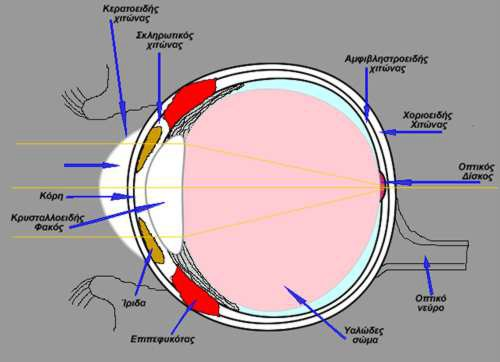 Κερατοειδής
χιτώνας
Σκληρωτικός
χιτώνας
Αμφιβληστροειδής
χιτώνας
Χοριοειδής
Χιτώνας
Οπτικός
Δίσκος
Κόρη
Κρυσταλλοειδής
Φακός
Ίριδα
Επιπεφυκότας
Υαλώδες
σώμα
Οπτικό
νεύρο